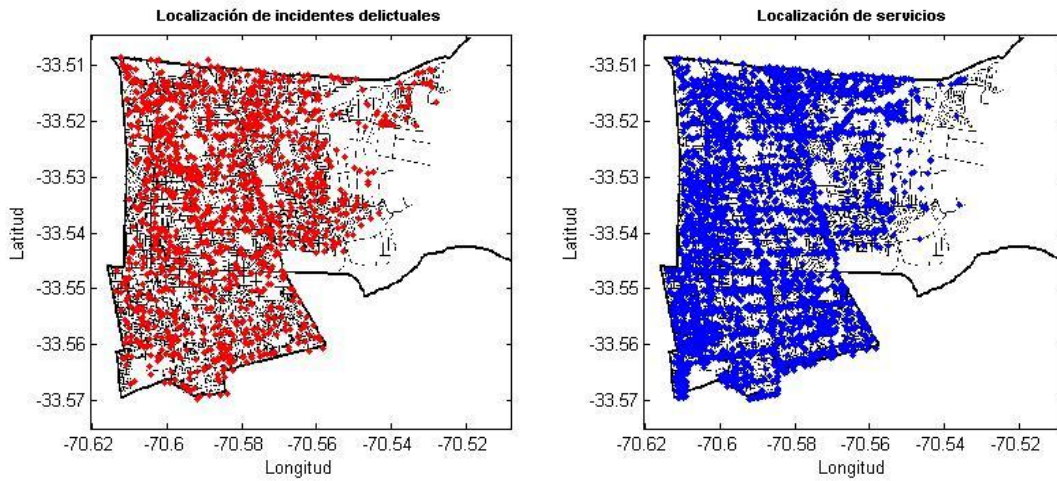 Localización de incidentes delictuales
-33.51
-33.52
-33.53
-33.54
-33.55
-33.56
-33.57
Latitud
-70.62 -70.6 -70.58 -70.56 -70.54 -70.52
Longitud
Localización de servicios
-33.51
-33.52
-33.53
-33.54
-33.55
-33.56
-33.57
Latitud
-70.62 -70.6 -70.58 -70.56 -70.54 -70.52
Longitud